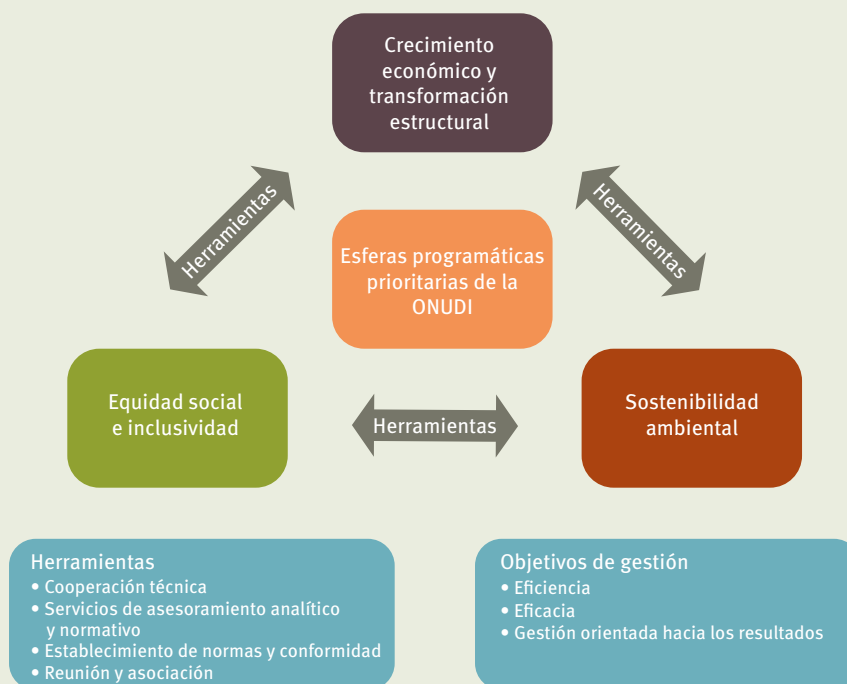 Crecimiento
económico y
transformación
estructural
Herramientas
Herramientas
Esferas programáticas
prioritarias de la
ONUDI
Equidad social
e inclusividad
Herramientas
Sostenibilidad
ambiental
Herramientas
• Cooperación técnica
• Servicios de asesoramiento analítico
y normativo
• Establecimiento de normas y conformidad
• Reunión y asociación
Objetivos de gestión
• Eficiencia
• Eficacia
• Gestión orientada hacia los resultados